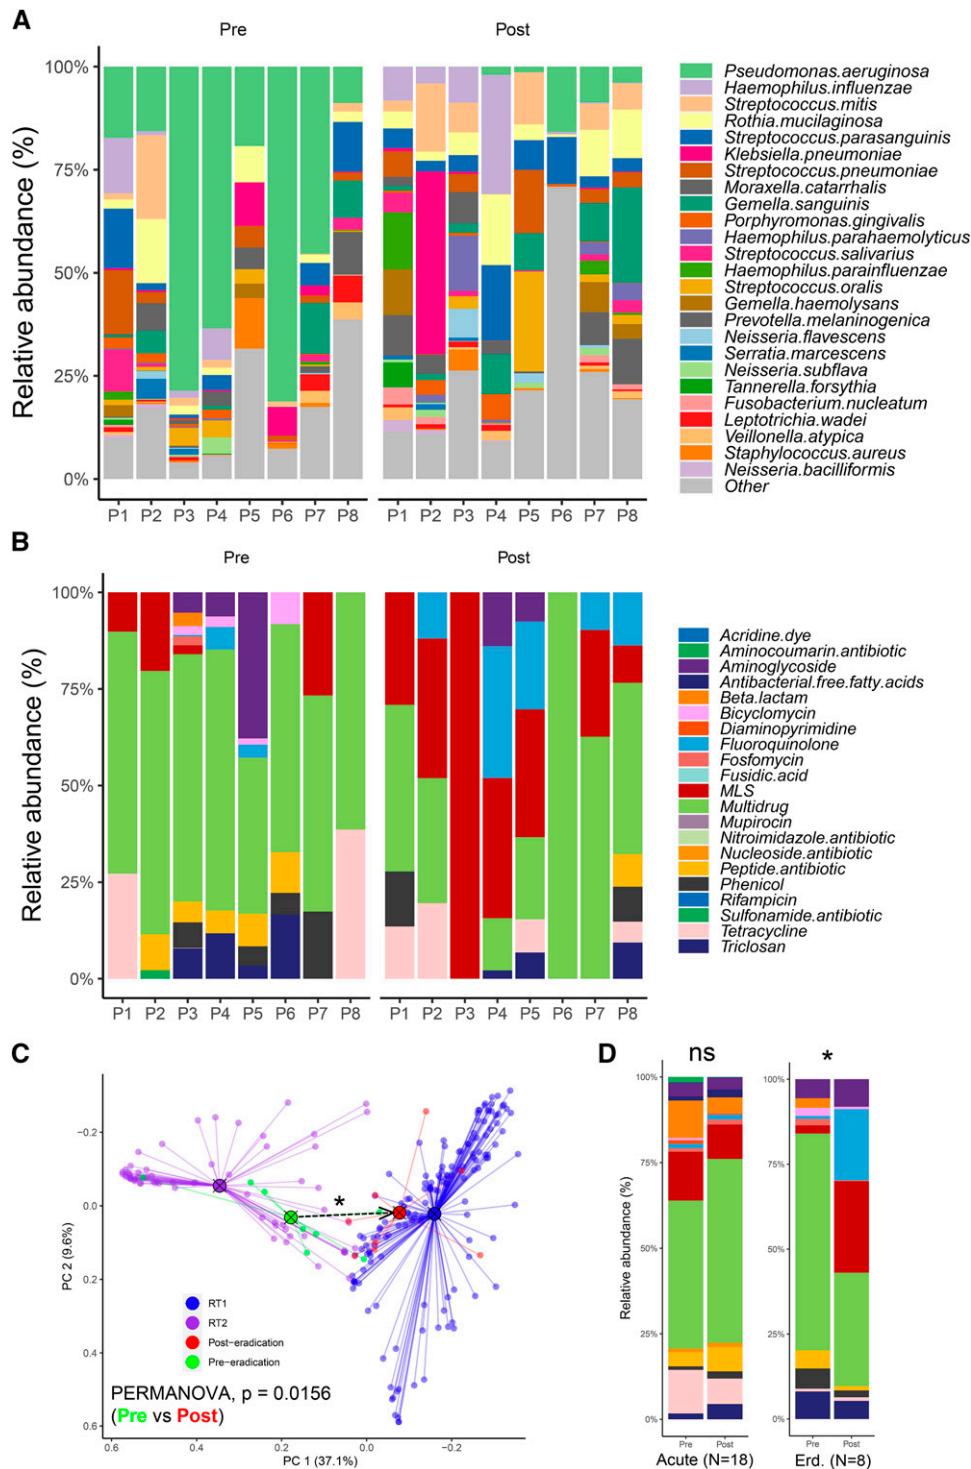 A
Pre
Post
Relative abundance (%)
100%
75%
50%
25%
0%
P1 P2 P3 P4 P5 P6 P7 P8
P1 P2 P3 P4 P5 P6 P7 P8
Pseudomonas.aeruginosa
Haemophilus.influenzae
Streptococcus.mitis
Rothia.mucilaginosa
Streptococcus.parasanguinis
Klebsiella.pneumoniae
Streptococcus.pneumoniae
Moraxella.catarrhalis
Gemella.sanguinis
Porphyromonas.gingivalis
Haemophilus.parahaemolyticus
Streptococcus.salivarius
Haemophilus.parainfluenzae
Streptococcus.oralis
Gemella.haemolysans
Prevotella.melaninogenica
Neisseria.flavescens
Serratia.marcescens
Neisseria.subflava
Tannerella.forsythia
Fusobacterium.nucleatum
Leptotrichia.wadei
Veillonella.atypica
Staphylococcus.aureus
Neisseria.bacilliformis
Other
B
Pre
Post
Relative abundance (%)
100%
75%
50%
25%
0%
P1 P2 P3 P4 P5 P6 P7 P8
P1 P2 P3 P4 P5 P6 P7 P8
Acridine.dye
Aminocoumarin.antibiotic
Aminoglycoside
Antibacterial.free.fatty.acids
Beta.lactam
Bicyclomycin
Diaminopyrimidine
Fluoroquinolone
Fosfomycin
Fusidic.acid
MLS
Multidrug
Mupirocin
Nitroimidazole.antibiotic
Nucleoside.antibiotic
Peptide.antibiotic
Phenicol
Rifampicin
Sulfonamide.antibiotic
Tetracycline
Triclosan
C
PC 2 (9.6%)
−0.2
0.0
0.2
0.4
0.6
*
RT1
RT2
Post−eradication
Pre−eradication
PERMANOVA, p = 0.0156
(Pre vs Post)
0.6 0.4 0.2 0.0 −0.2
PC 1 (37.1%)
D
ns
*
Relative abundance (%)
100%
75%
50%
25%
0%
100%
75%
50%
25%
0%
Pre Post
Pre Post
Acute (N=18)
Erd. (N=8)